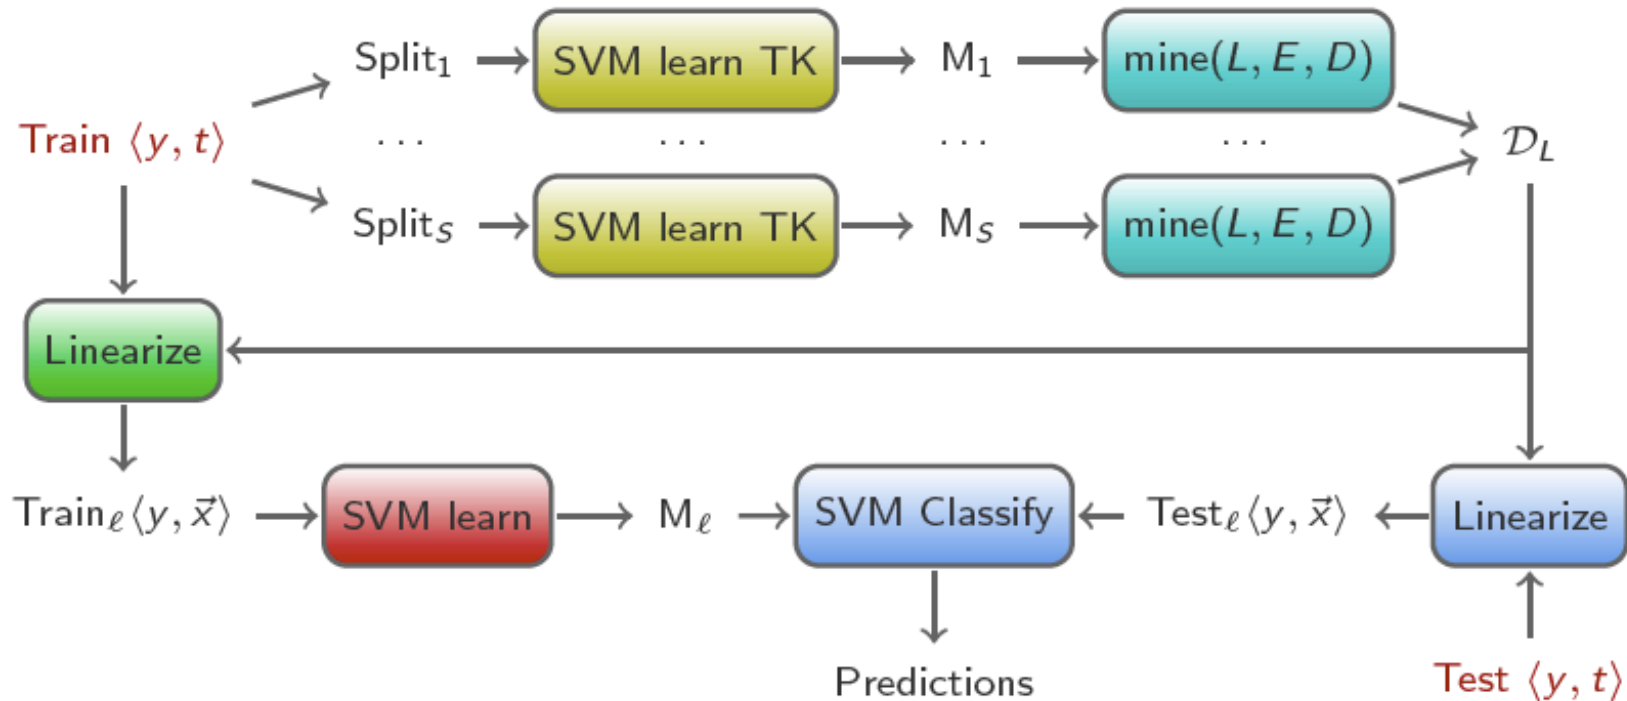 Split₁ SVM learn TK M₁ mine(L, E, D)
Train ⟨y, t⟩ ... ... ... ... 𝒟_L
Split_S SVM learn TK M_S mine(L, E, D)
Linearize
Train_ℓ⟨y, x⃗⟩ SVM learn M_ℓ SVM Classify Test_ℓ⟨y, x⃗⟩ Linearize
Predictions Test ⟨y, t⟩